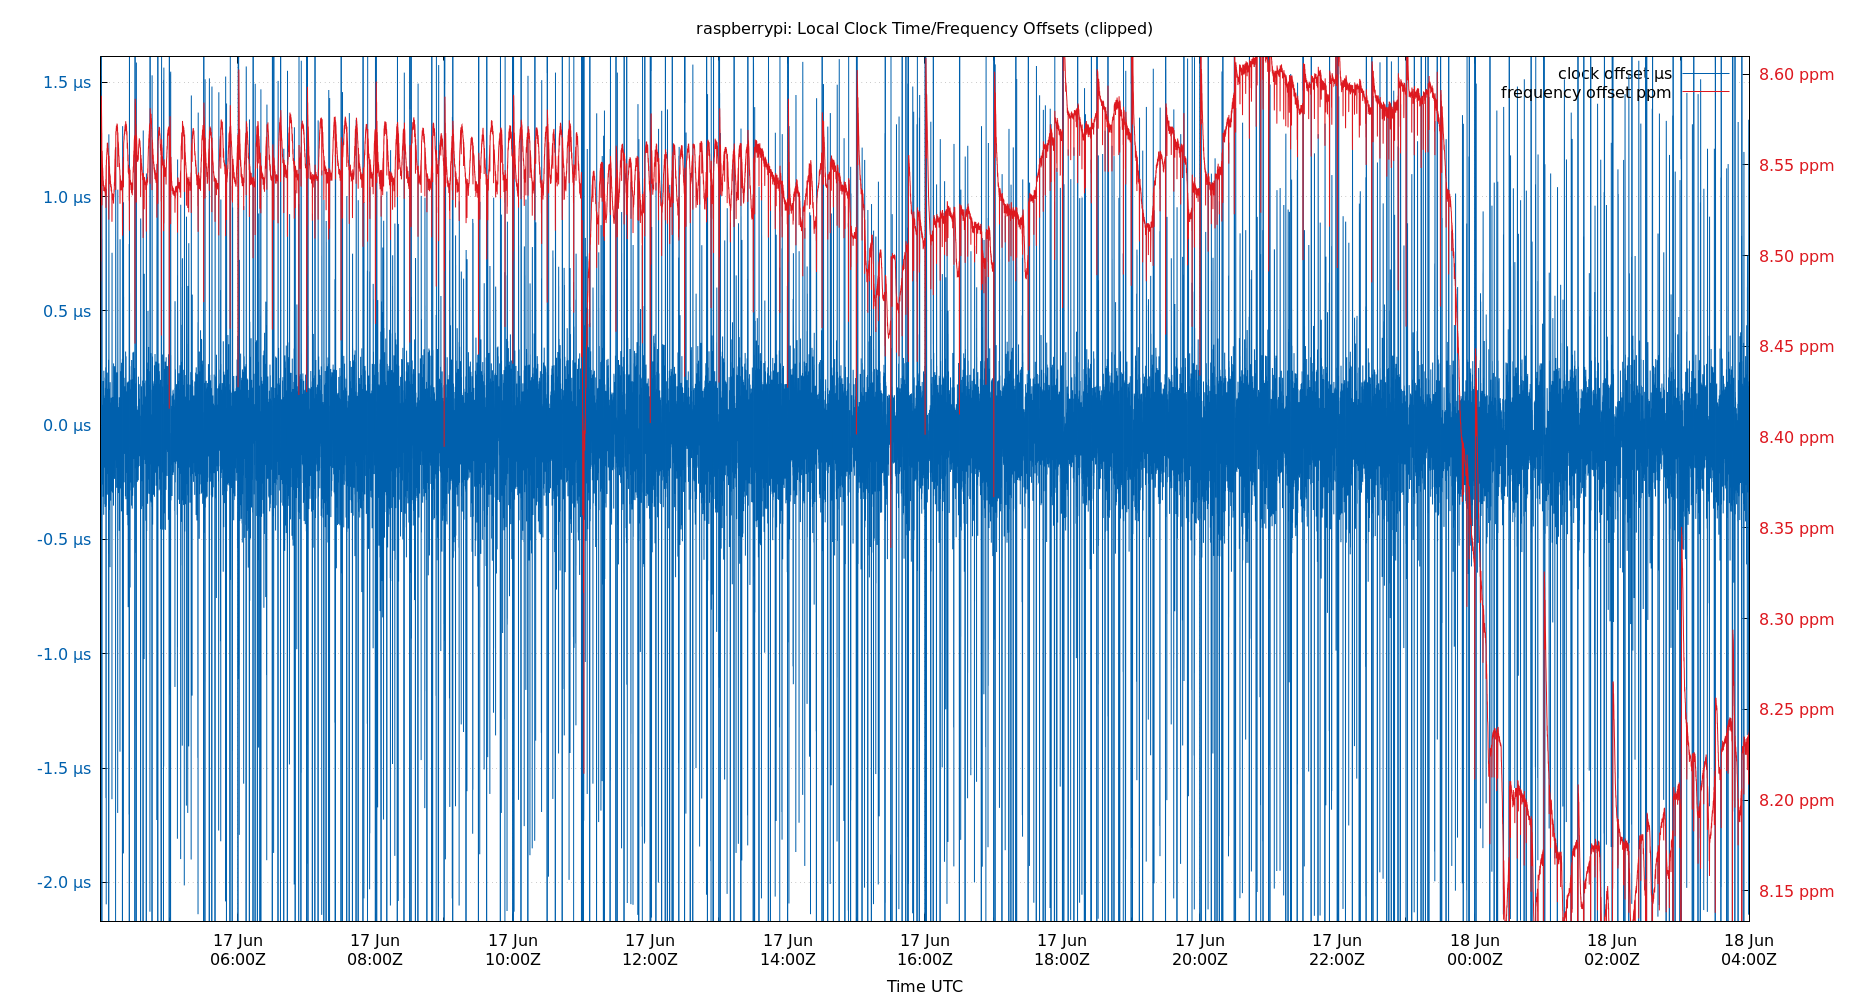 raspberrypi: Local Clock Time/Frequency Offsets (clipped)
clock offset µs
frequency offset ppm
1.5 µs
1.0 µs
0.5 µs
0.0 µs
-0.5 µs
-1.0 µs
-1.5 µs
-2.0 µs
8.60 ppm
8.55 ppm
8.50 ppm
8.45 ppm
8.40 ppm
8.35 ppm
8.30 ppm
8.25 ppm
8.20 ppm
8.15 ppm
17 Jun 17 Jun 17 Jun 17 Jun 17 Jun 17 Jun 17 Jun 17 Jun 17 Jun 18 Jun 18 Jun 18 Jun
06:00Z 08:00Z 10:00Z 12:00Z 14:00Z 16:00Z 18:00Z 20:00Z 22:00Z 00:00Z 02:00Z 04:00Z
Time UTC